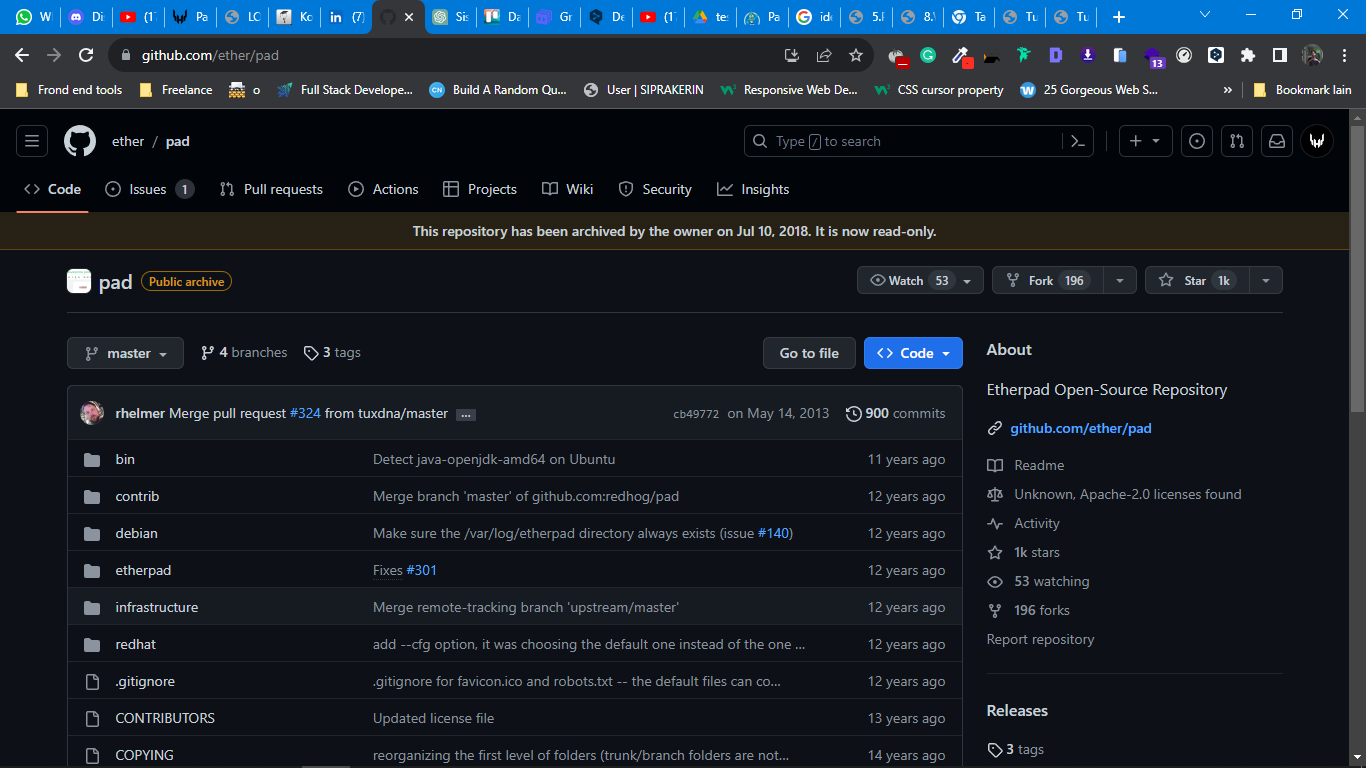 Di
(17
Pa
LC
Ko
(7)
Sis
Da
Gr
De
(17
tes
Pa
ide
5.F
8.\
Ta
Tu
Tu
github.com/ether/pad
13
Frond end tools
Freelance
o
Full Stack Develope...
CN
Build A Random Qu...
User | SIPRAKERIN
Responsive Web De...
CSS cursor property
25 Gorgeous Web S...
»
Bookmark lain
ether / pad
Type / to search
Code
Issues 1
Pull requests
Actions
Projects
Wiki
Security
Insights
This repository has been archived by the owner on Jul 10, 2018. It is now read-only.
pad Public archive
Watch 53
Fork 196
Star 1k
master
4 branches
3 tags
Go to file
Code
rhelmer Merge pull request #324 from tuxdna/master ...
cb49772 on May 14, 2013
900 commits
bin Detect java-openjdk-amd64 on Ubuntu 11 years ago
contrib Merge branch 'master' of github.com:redhog/pad 12 years ago
debian Make sure the /var/log/etherpad directory always exists (issue #140) 12 years ago
etherpad Fixes #301 12 years ago
infrastructure Merge remote-tracking branch 'upstream/master' 12 years ago
redhat add --cfg option, it was choosing the default one instead of the one ... 12 years ago
.gitignore .gitignore for favicon.ico and robots.txt -- the default files can co... 12 years ago
CONTRIBUTORS Updated license file 13 years ago
COPYING reorganizing the first level of folders (trunk/branch folders are not... 14 years ago
About
Etherpad Open-Source Repository
github.com/ether/pad
Readme
Unknown, Apache-2.0 licenses found
Activity
1k stars
53 watching
196 forks
Report repository
Releases
3 tags